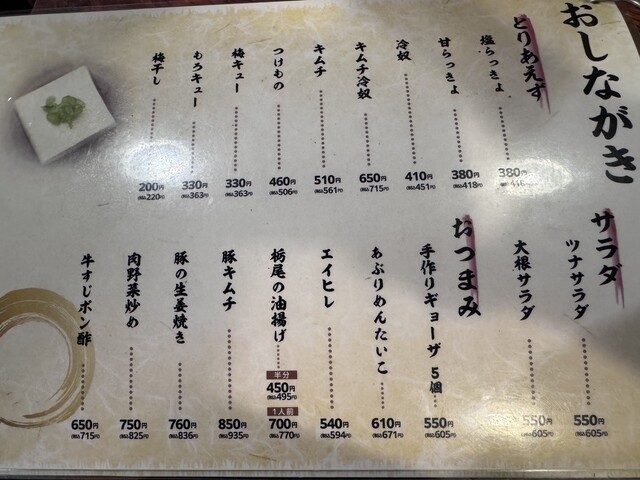 おしながき
とりあえず
塩らっきょ 380円
(税込418円)
甘らっきょ 380円
(税込418円)
冷奴 410円
(税込451円)
キムチ冷奴 650円
(税込715円)
キムチ 510円
(税込561円)
つけもの 460円
(税込506円)
梅キュー 330円
(税込363円)
もろキュー 330円
(税込363円)
梅干し 200円
(税込220円)
サラダ
ツナサラダ 550円
(税込605円)
大根サラダ 550円
(税込605円)
おつまみ
手作りギョーザ 5個 550円
(税込605円)
あぶりめんたいこ 610円
(税込671円)
エイヒレ 540円
(税込594円)
栃尾の油揚げ
半分
450円
(税込495円)
1人前
700円
(税込770円)
豚キムチ 850円
(税込935円)
豚の生姜焼き 760円
(税込836円)
肉野菜炒め 750円
(税込825円)
牛すじポン酢 650円
(税込715円)